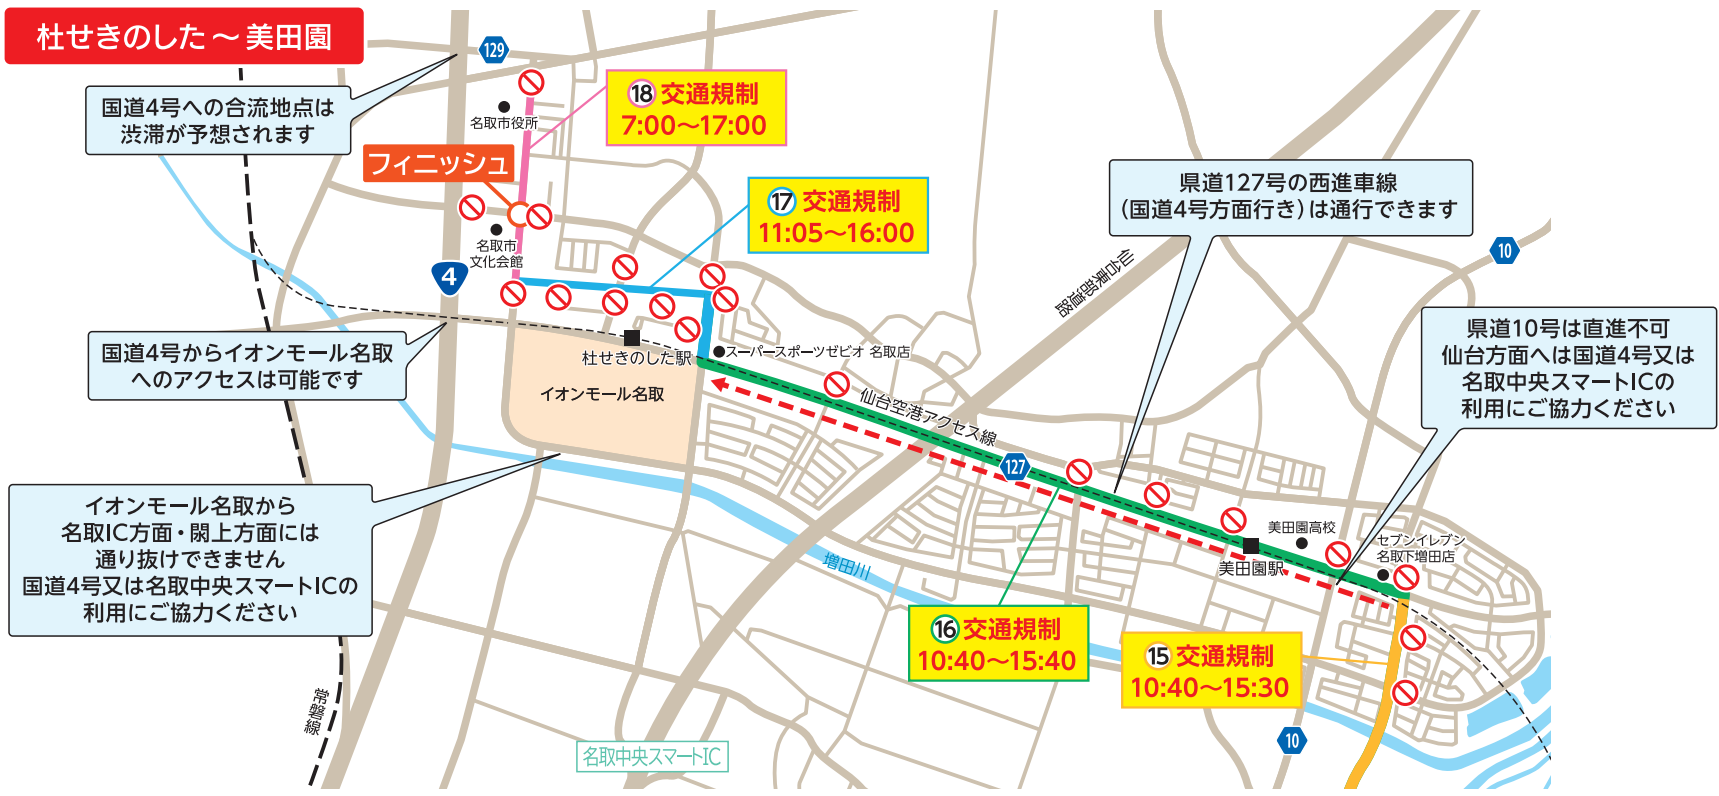 杜せきのした～美田園
129
国道4号への合流地点は
渋滞が予想されます
名取市役所
⑱交通規制
7:00～17:00
フィニッシュ
⑰交通規制
11:05～16:00
県道127号の西進車線
（国道4号方面行き）は通行できます
名取市
文化会館
4
10
仙台東部道路
国道4号からイオンモール名取
へのアクセスは可能です
杜せきのした駅
スーパースポーツゼビオ 名取店
県道10号は直進不可
仙台方面へは国道4号又は
名取中央スマートICの
利用にご協力ください
イオンモール名取
仙台空港アクセス線
127
イオンモール名取から
名取IC方面・閖上方面には
通り抜けできません
国道4号又は名取中央スマートICの
利用にご協力ください
美田園高校
セブンイレブン
名取下増田店
美田園駅
増田川
⑯交通規制
10:40～15:40
⑮交通規制
10:40～15:30
常磐線
名取中央スマートIC
10